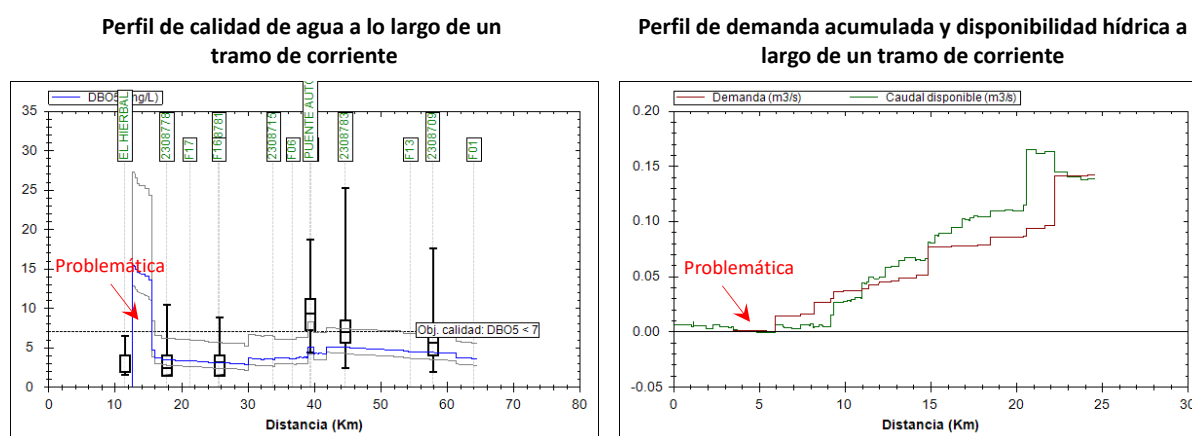 Perfil de calidad de agua a lo largo de un
tramo de corriente
DBO5 (mg/L)
EL HIERBAL
2308778
F17
F16
8781
2308715
F06
PUENTE AUTO
2308783
F13
2308709
F01
35
30
25
20
15
10
5
0
Problemática
Obj. calidad: DBO5 < 7
0 10 20 30 40 50 60 70 80
Distancia (Km)
Perfil de demanda acumulada y disponibilidad hídrica a
largo de un tramo de corriente
Demanda (m3/s) Caudal disponible (m3/s)
0.20
0.15
0.10
0.05
0.00
-0.05
Problemática
0 5 10 15 20 25 30
Distancia (Km)